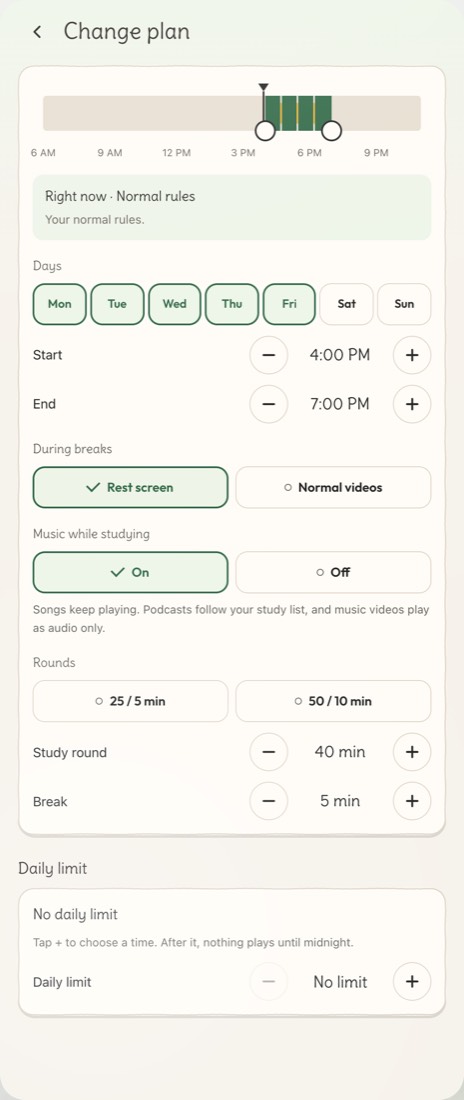 Change plan
6 AM 9 AM 12 PM 3 PM 6 PM 9 PM
Right now · Normal rules
Your normal rules.
Days
Mon Tue Wed Thu Fri Sat Sun
Start 4:00 PM
End 7:00 PM
During breaks
Rest screen Normal videos
Music while studying
On Off
Songs keep playing. Podcasts follow your study list, and music videos play
as audio only.
Rounds
25 / 5 min 50 / 10 min
Study round 40 min
Break 5 min
Daily limit
No daily limit
Tap + to choose a time. After it, nothing plays until midnight.
Daily limit No limit